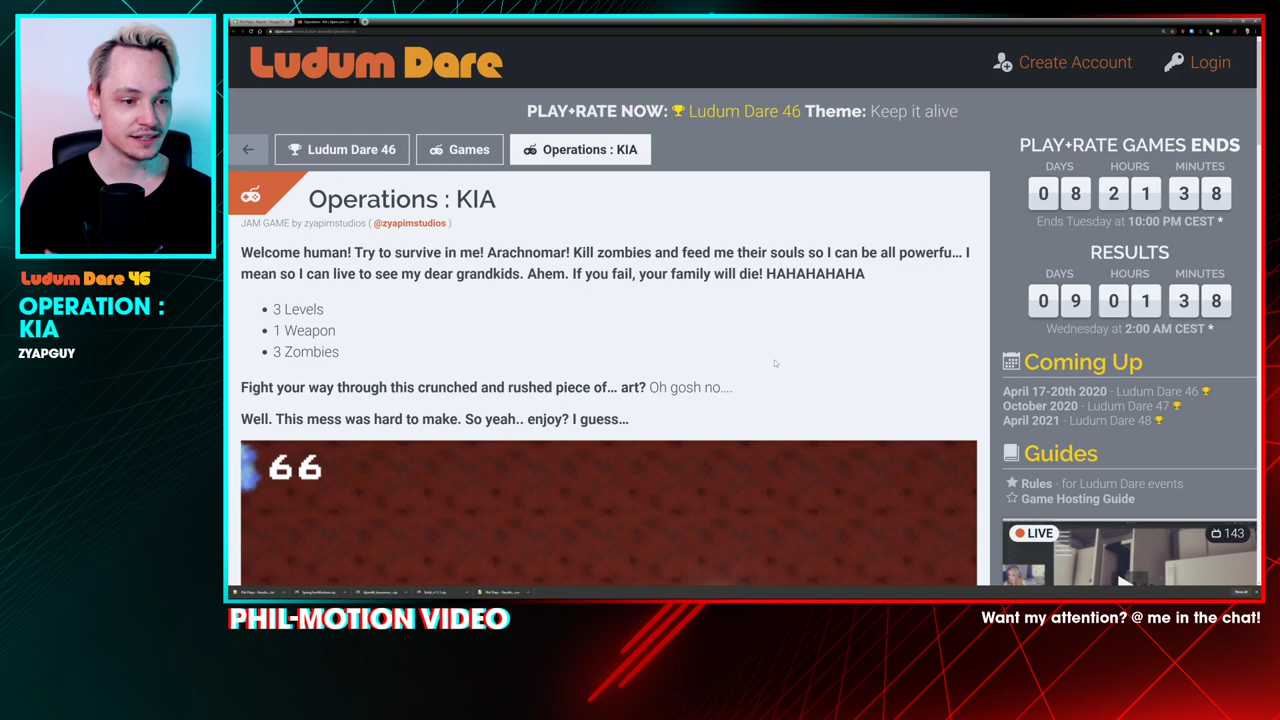 Ludum Dare
Create Account
Login
PLAY+RATE NOW: Ludum Dare 46 Theme: Keep it alive
Ludum Dare 46
Games
Operations : KIA
Operations : KIA
JAM GAME by zyapimstudios ( @zyapimstudios )
Welcome human! Try to survive in me! Arachnomar! Kill zombies and feed me their souls so I can be all powerfu... I
mean so I can live to see my dear grandkids. Ahem. If you fail, your family will die! HAHAHAHAHA
• 3 Levels
• 1 Weapon
• 3 Zombies
Fight your way through this crunched and rushed piece of... art? Oh gosh no....
Well. This mess was hard to make. So yeah.. enjoy? I guess...
66
PLAY+RATE GAMES ENDS
DAYS HOURS MINUTES
0 8 2 1 3 8
Ends Tuesday at 10:00 PM CEST *
RESULTS
DAYS HOURS MINUTES
0 9 0 1 3 8
Wednesday at 2:00 AM CEST *
Coming Up
April 17-20th 2020 - Ludum Dare 46
October 2020 - Ludum Dare 47
April 2021 - Ludum Dare 48
Guides
Rules - for Ludum Dare events
Game Hosting Guide
LIVE
143
Ludum Dare 46
OPERATION :
KIA
ZYAPGUY
PHIL-MOTION VIDEO
Want my attention? @ me in the chat!